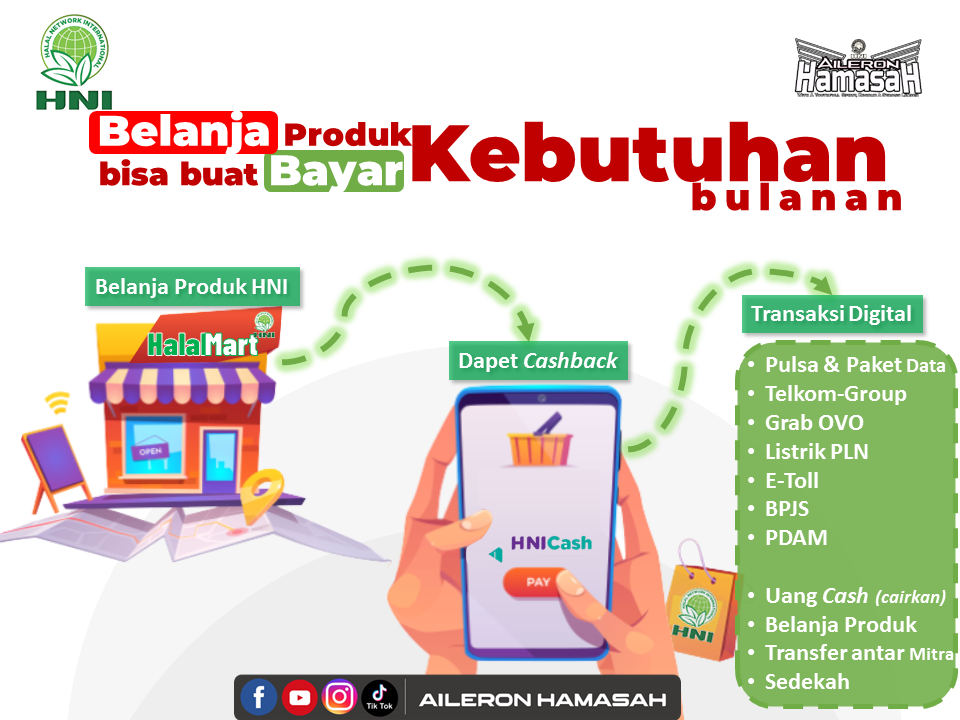 HALAL NETWORK INTERNATIONAL
HNI
HNI
AILERON
HamasaH
Belanja Produk Kebutuhan
bisa buat Bayar
bulanan
Belanja Produk HNI
HalalMart
HNI
OPEN
Dapet Cashback
HNICash
PAY
HNI
Transaksi Digital
• Pulsa & Paket Data
• Telkom-Group
• Grab OVO
• Listrik PLN
• E-Toll
• BPJS
• PDAM
• Uang Cash (cairkan)
• Belanja Produk
• Transfer antar Mitra
• Sedekah
Tik Tok
AILERON HAMASAH